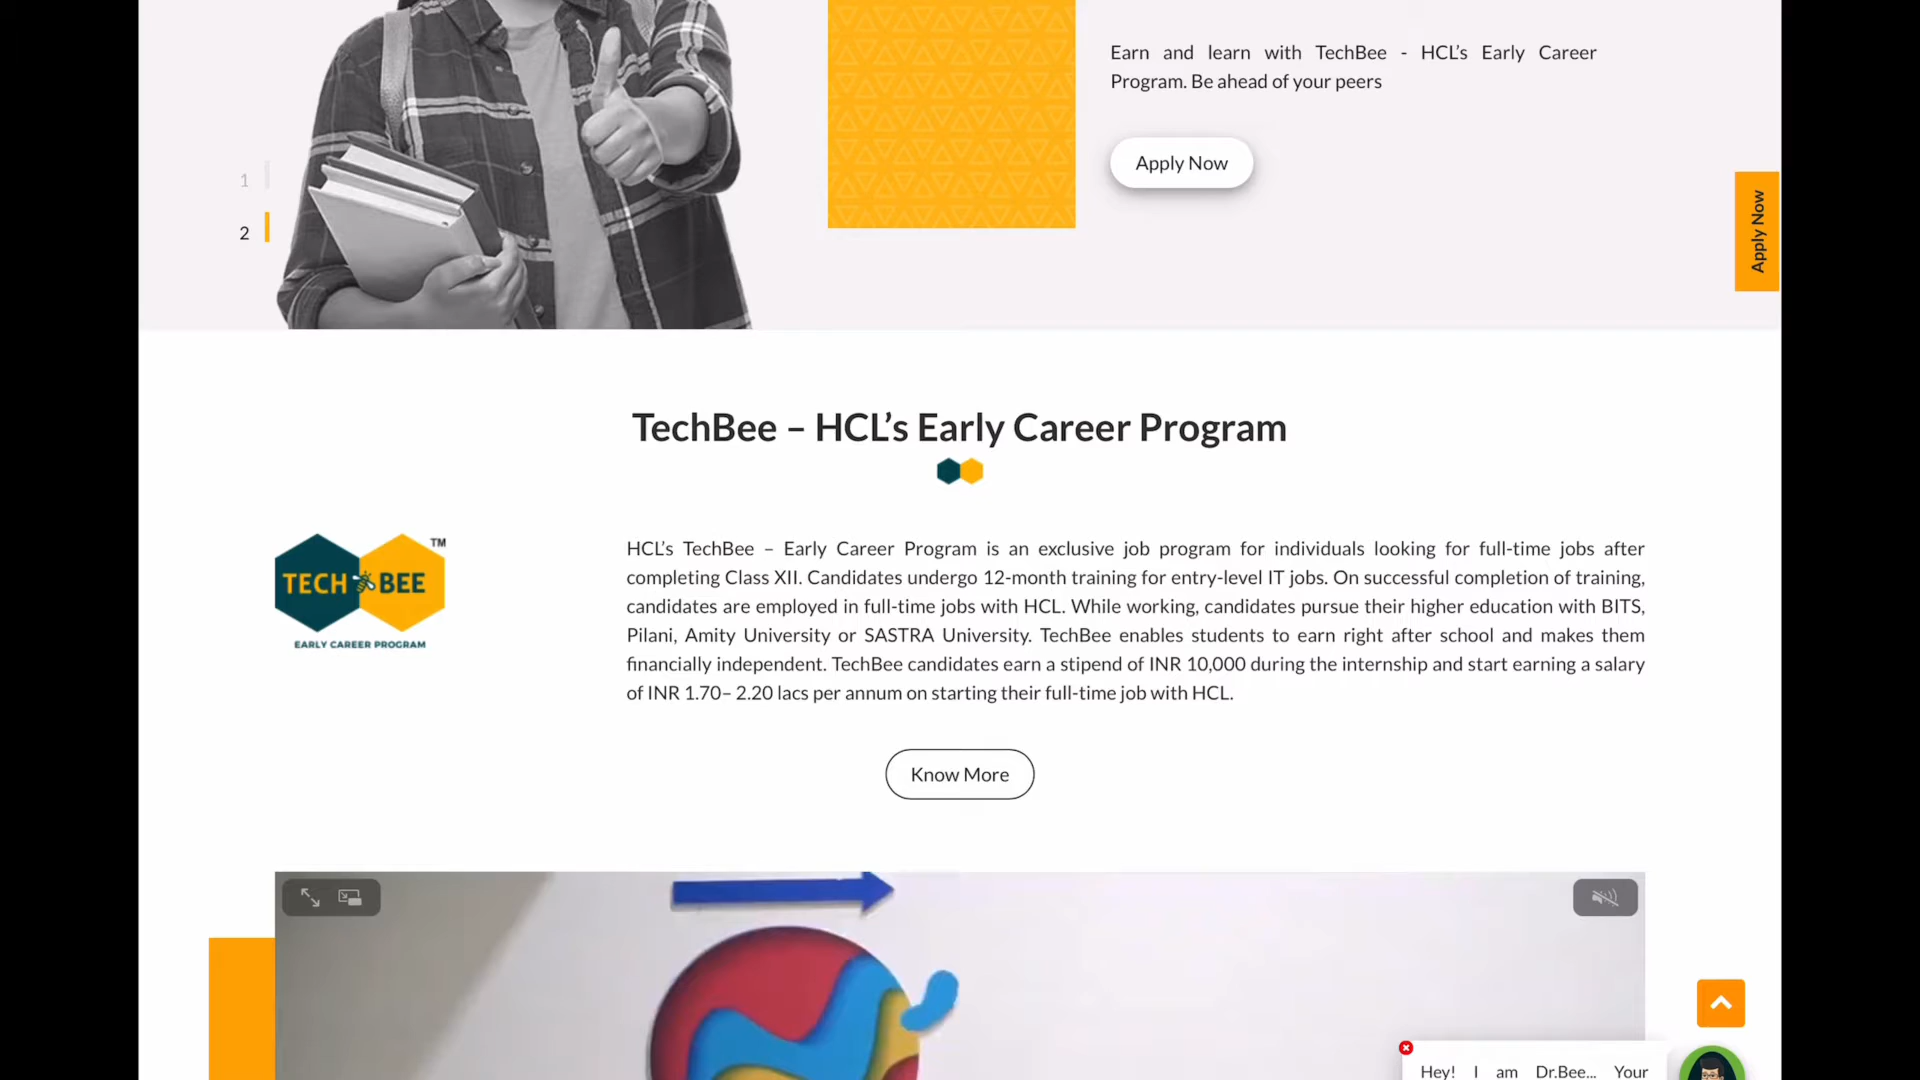 Earn and learn with TechBee - HCL’s Early Career
Program. Be ahead of your peers
Apply Now
1
2
Apply Now
TechBee – HCL’s Early Career Program
TECH BEE TM
EARLY CAREER PROGRAM
HCL’s TechBee – Early Career Program is an exclusive job program for individuals looking for full-time jobs after
completing Class XII. Candidates undergo 12-month training for entry-level IT jobs. On successful completion of training,
candidates are employed in full-time jobs with HCL. While working, candidates pursue their higher education with BITS,
Pilani, Amity University or SASTRA University. TechBee enables students to earn right after school and makes them
financially independent. TechBee candidates earn a stipend of INR 10,000 during the internship and start earning a salary
of INR 1.70– 2.20 lacs per annum on starting their full-time job with HCL.
Know More
Hey! I am Dr.Bee... Your